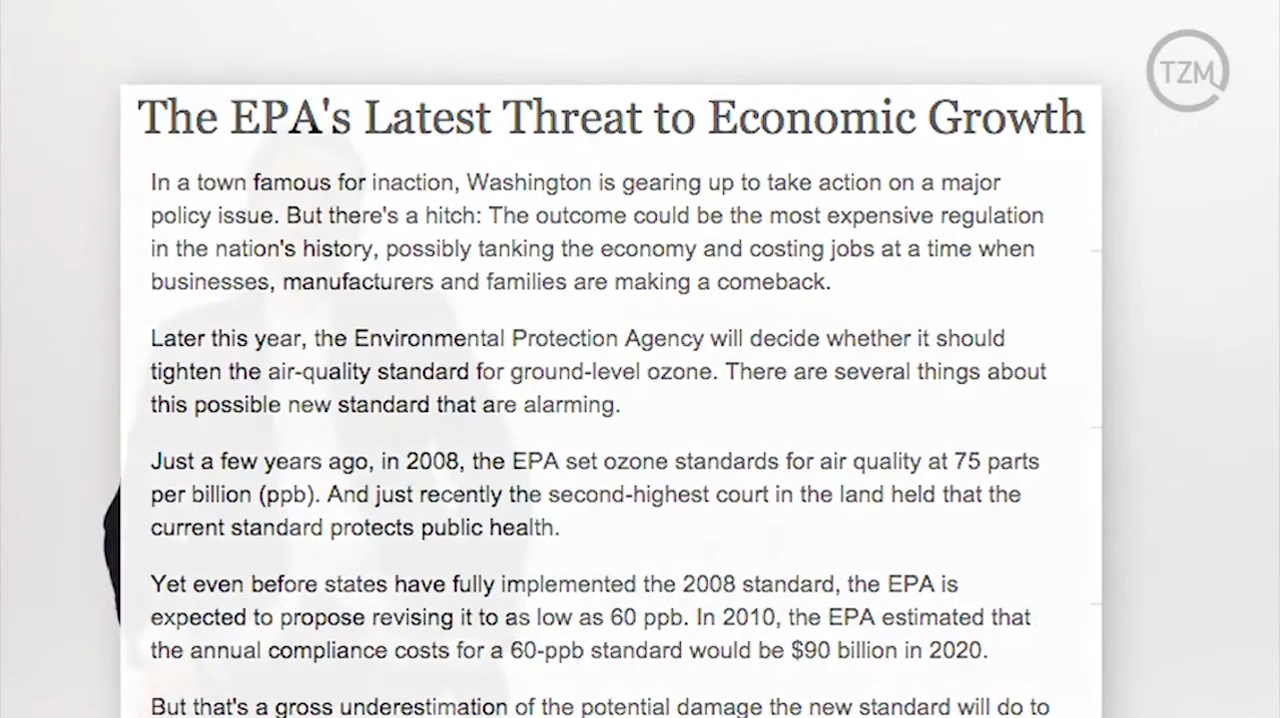 TZM
The EPA's Latest Threat to Economic Growth
In a town famous for inaction, Washington is gearing up to take action on a major
policy issue. But there's a hitch: The outcome could be the most expensive regulation
in the nation's history, possibly tanking the economy and costing jobs at a time when
businesses, manufacturers and families are making a comeback.
Later this year, the Environmental Protection Agency will decide whether it should
tighten the air-quality standard for ground-level ozone. There are several things about
this possible new standard that are alarming.
Just a few years ago, in 2008, the EPA set ozone standards for air quality at 75 parts
per billion (ppb). And just recently the second-highest court in the land held that the
current standard protects public health.
Yet even before states have fully implemented the 2008 standard, the EPA is
expected to propose revising it to as low as 60 ppb. In 2010, the EPA estimated that
the annual compliance costs for a 60-ppb standard would be $90 billion in 2020.
But that's a gross underestimation of the potential damage the new standard will do to